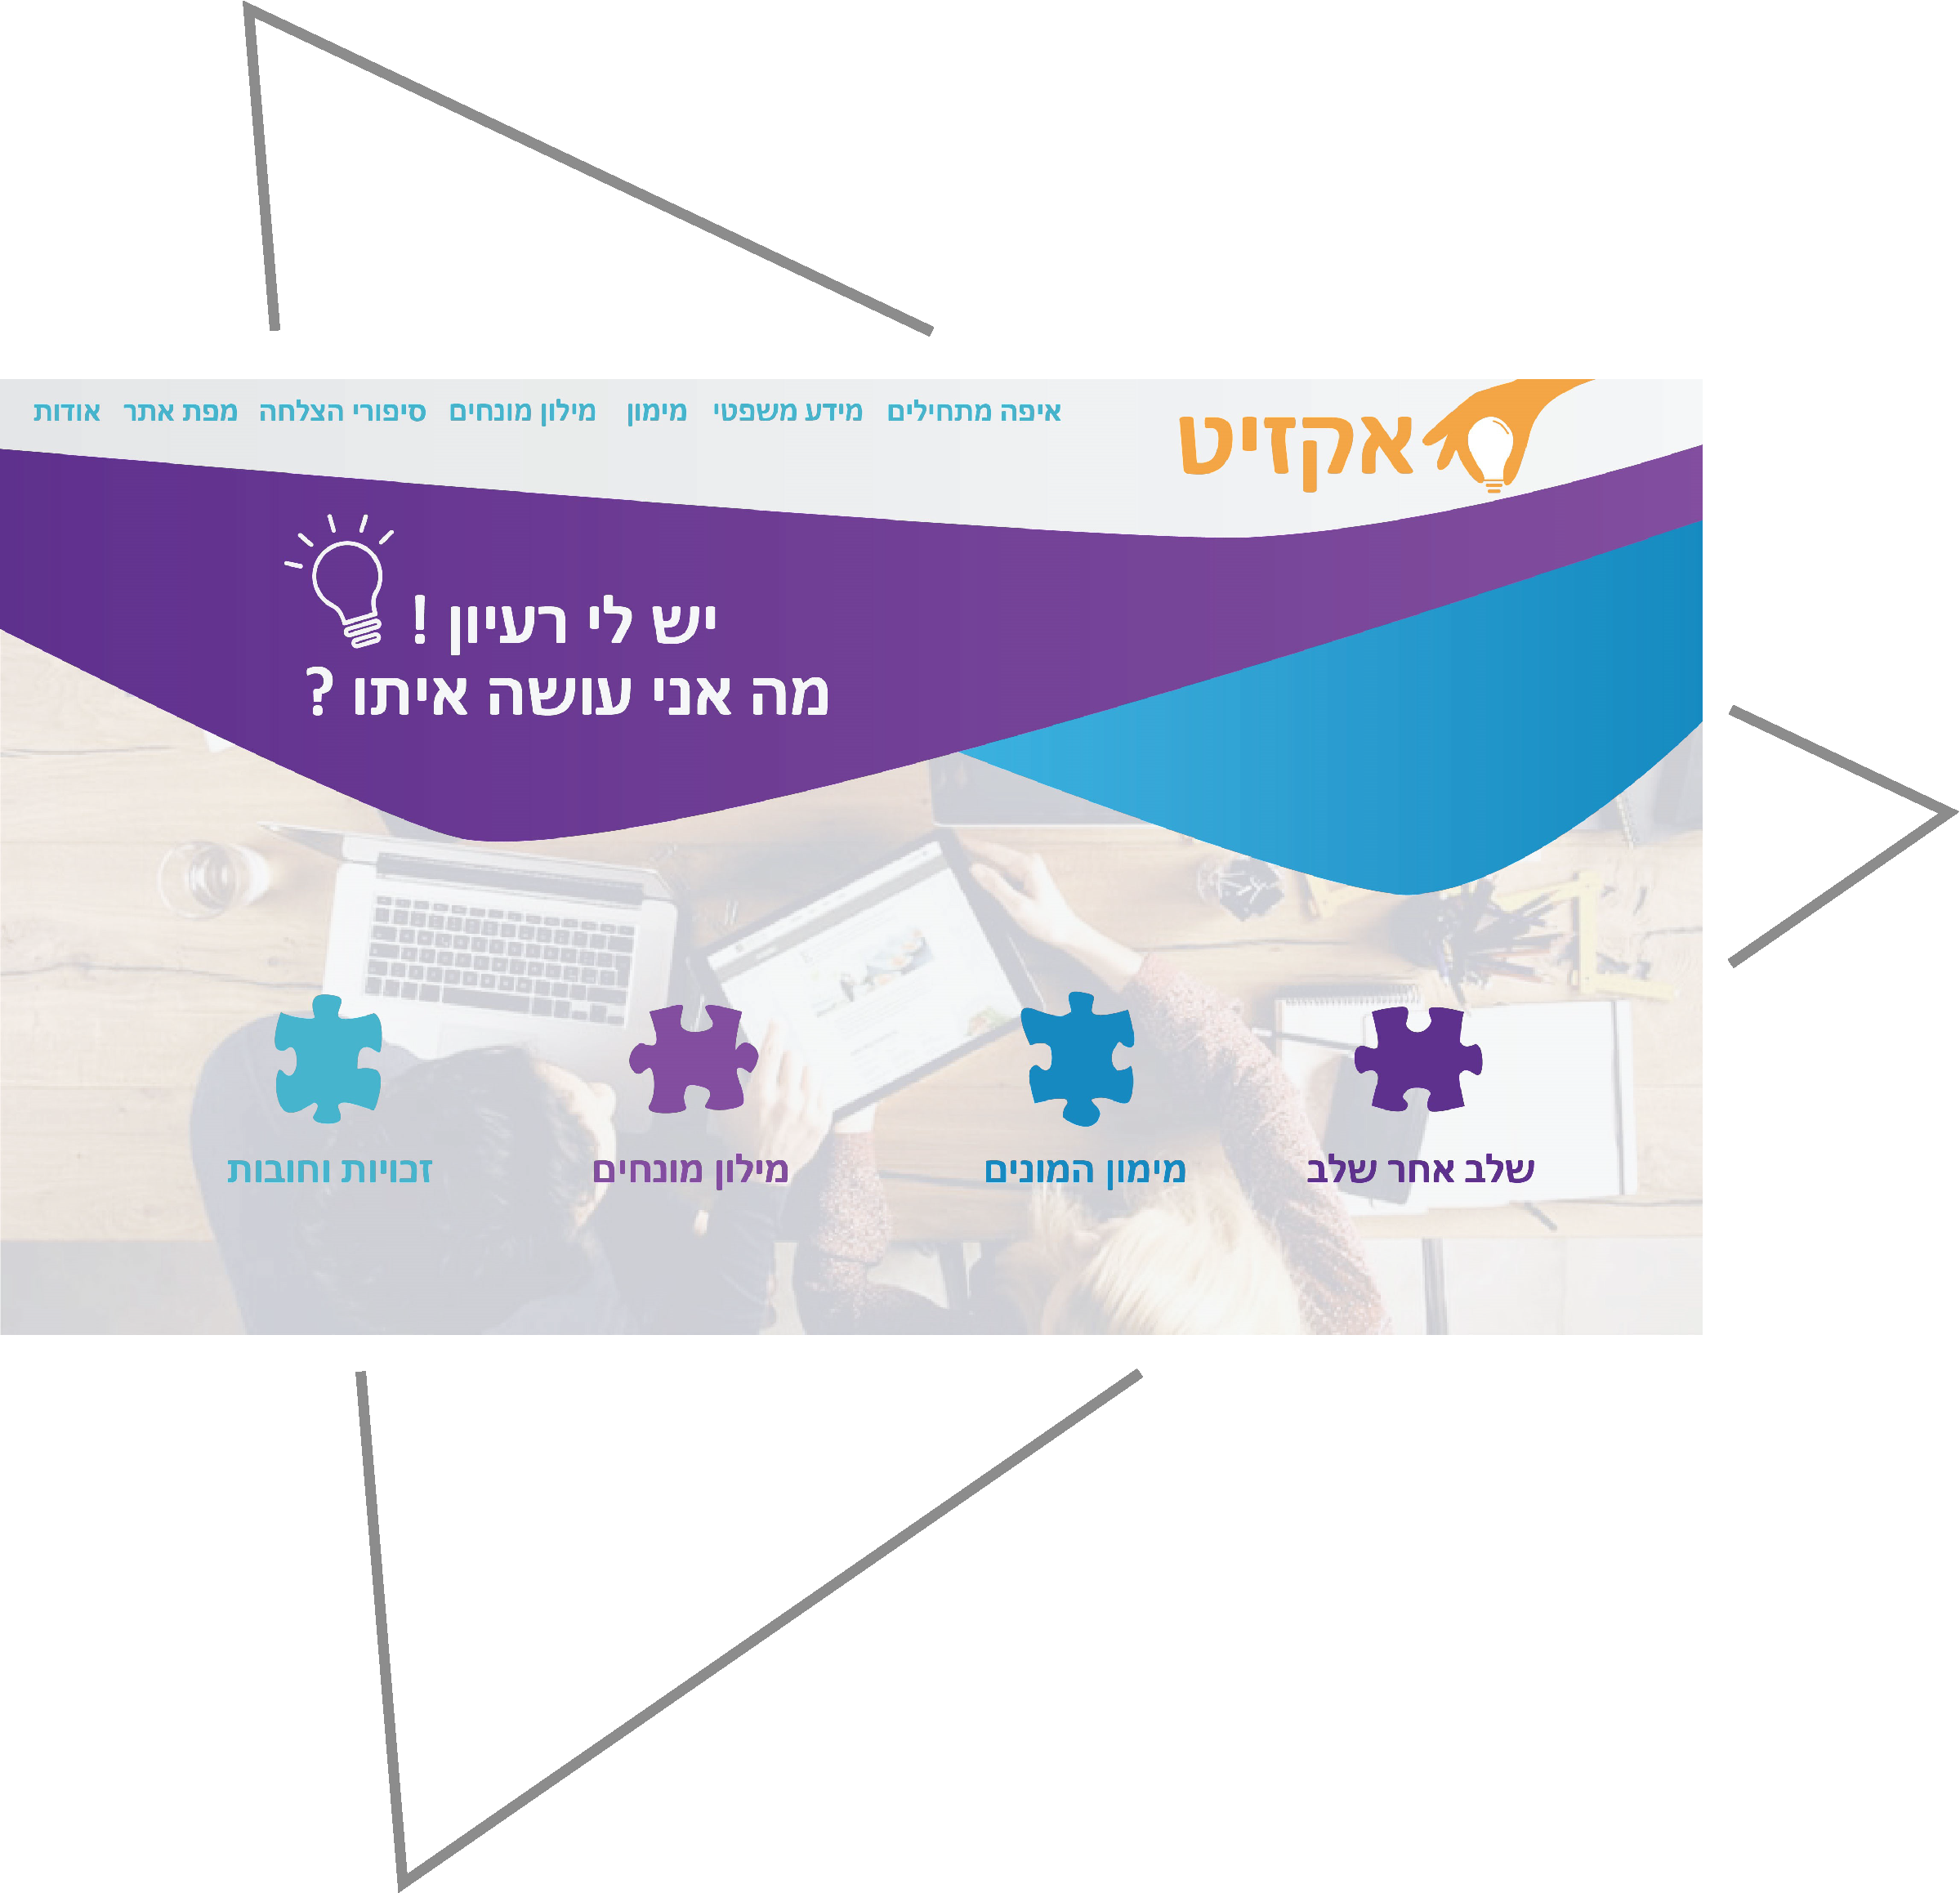 אקזיט
איפה מתחילים מידע משפטי מימון מילון מונחים סיפורי הצלחה מפת אתר אודות
יש לי רעיון !
מה אני עושה איתו ?
שלב אחר שלב
מימון המונים
מילון מונחים
זכויות וחובות